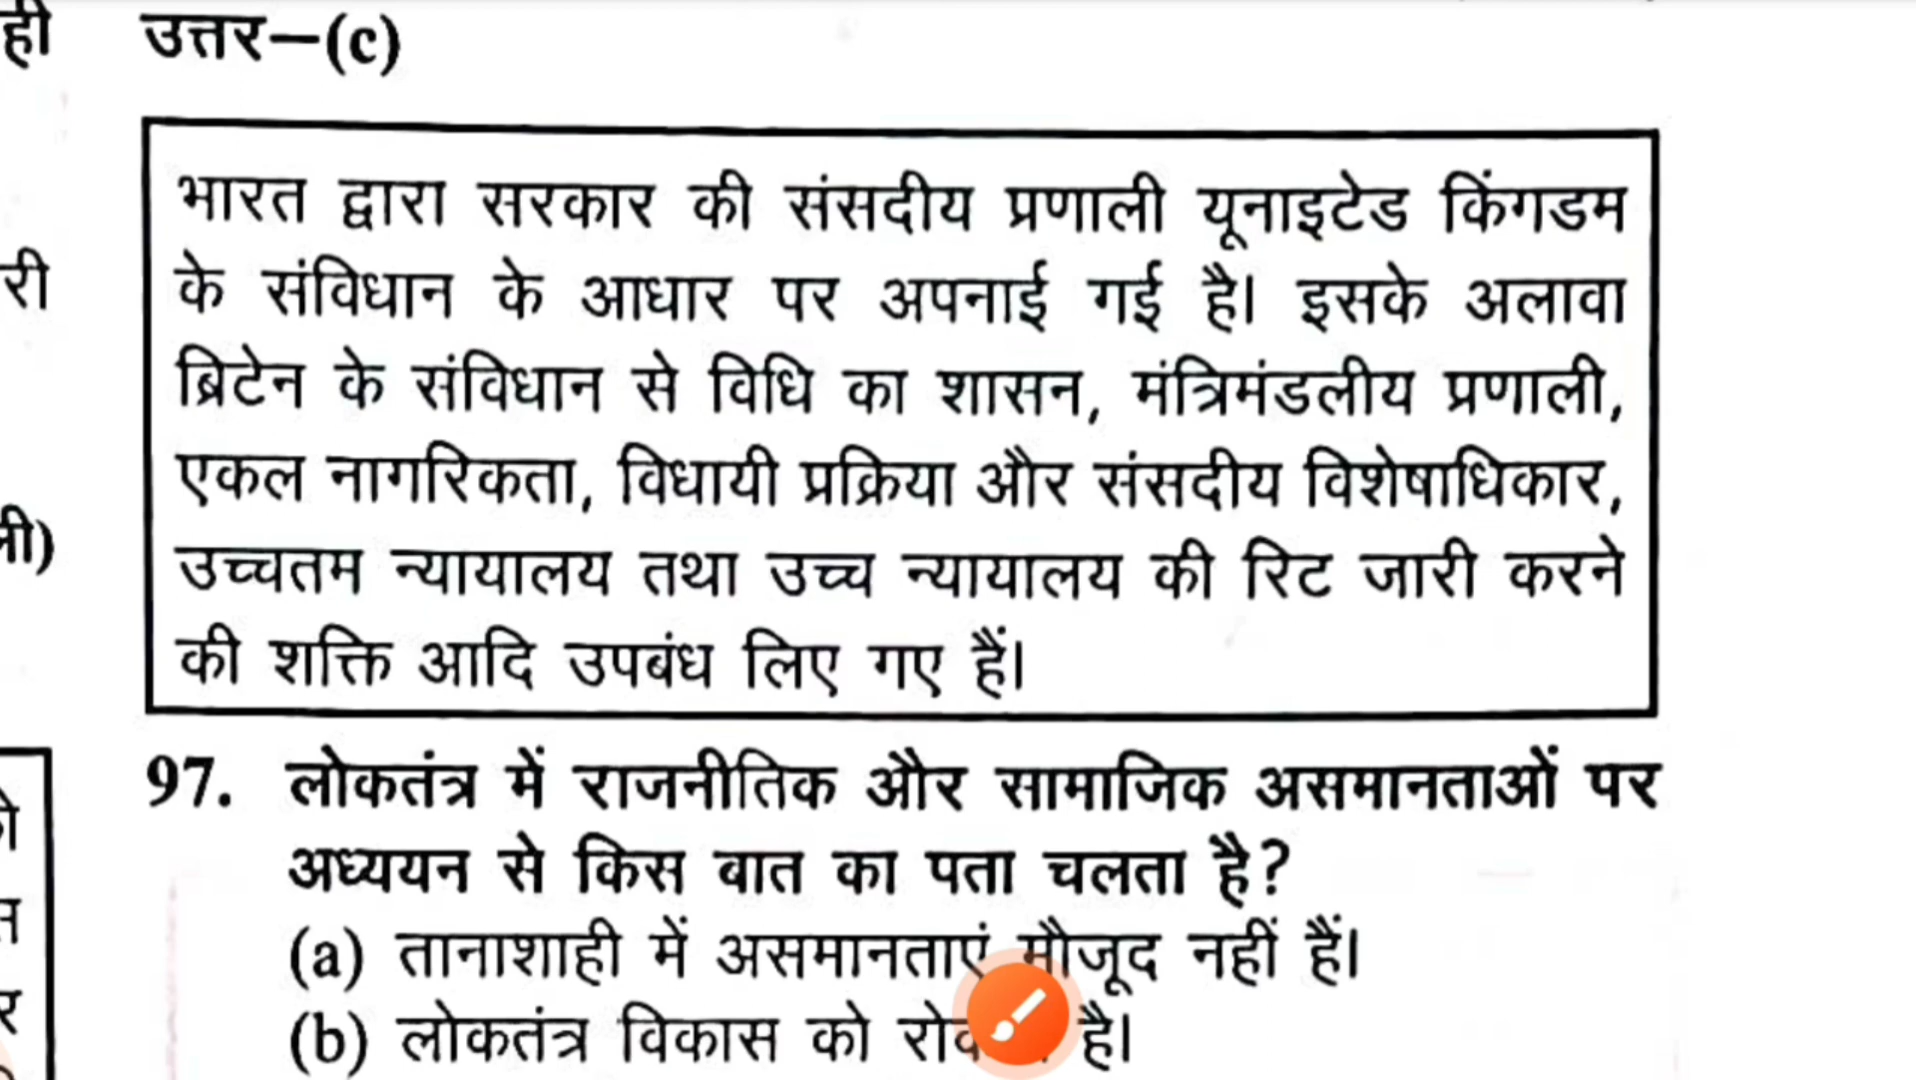 ही
उत्तर–(c)
भारत द्वारा सरकार की संसदीय प्रणाली यूनाइटेड किंगडम
के संविधान के आधार पर अपनाई गई है। इसके अलावा
री
ब्रिटेन के संविधान से विधि का शासन, मंत्रिमंडलीय प्रणाली,
एकल नागरिकता, विधायी प्रक्रिया और संसदीय विशेषाधिकार,
उच्चतम न्यायालय तथा उच्च न्यायालय की रिट जारी करने
की शक्ति आदि उपबंध लिए गए हैं।
97. लोकतंत्र में राजनीतिक और सामाजिक असमानताओं पर
अध्ययन से किस बात का पता चलता है?
(a) तानाशाही में असमानताएं मौजूद नहीं हैं।
र
(b) लोकतंत्र विकास को है।